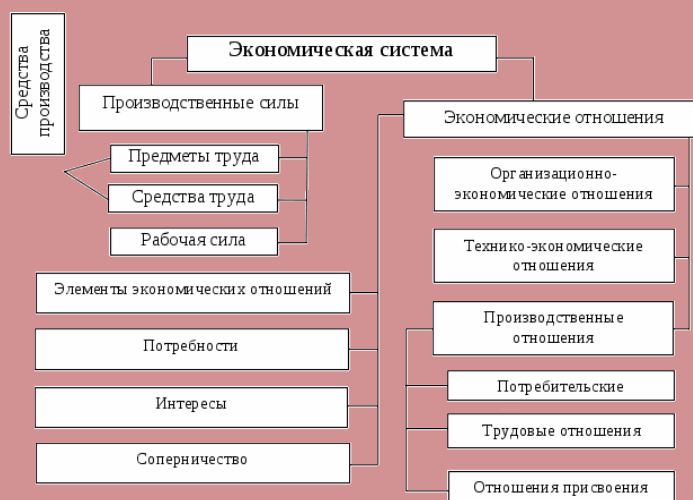 Средства
производства
Экономическая система
Производственные силы
Экономические отношения
Предметы труда
Средства труда
Рабочая сила
Организационно-
экономические отношения
Технико-экономические
отношения
Элементы экономических отношений
Производственные
отношения
Потребности
Потребительские
Интересы
Трудовые отношения
Соперничество
Отношения присвоения